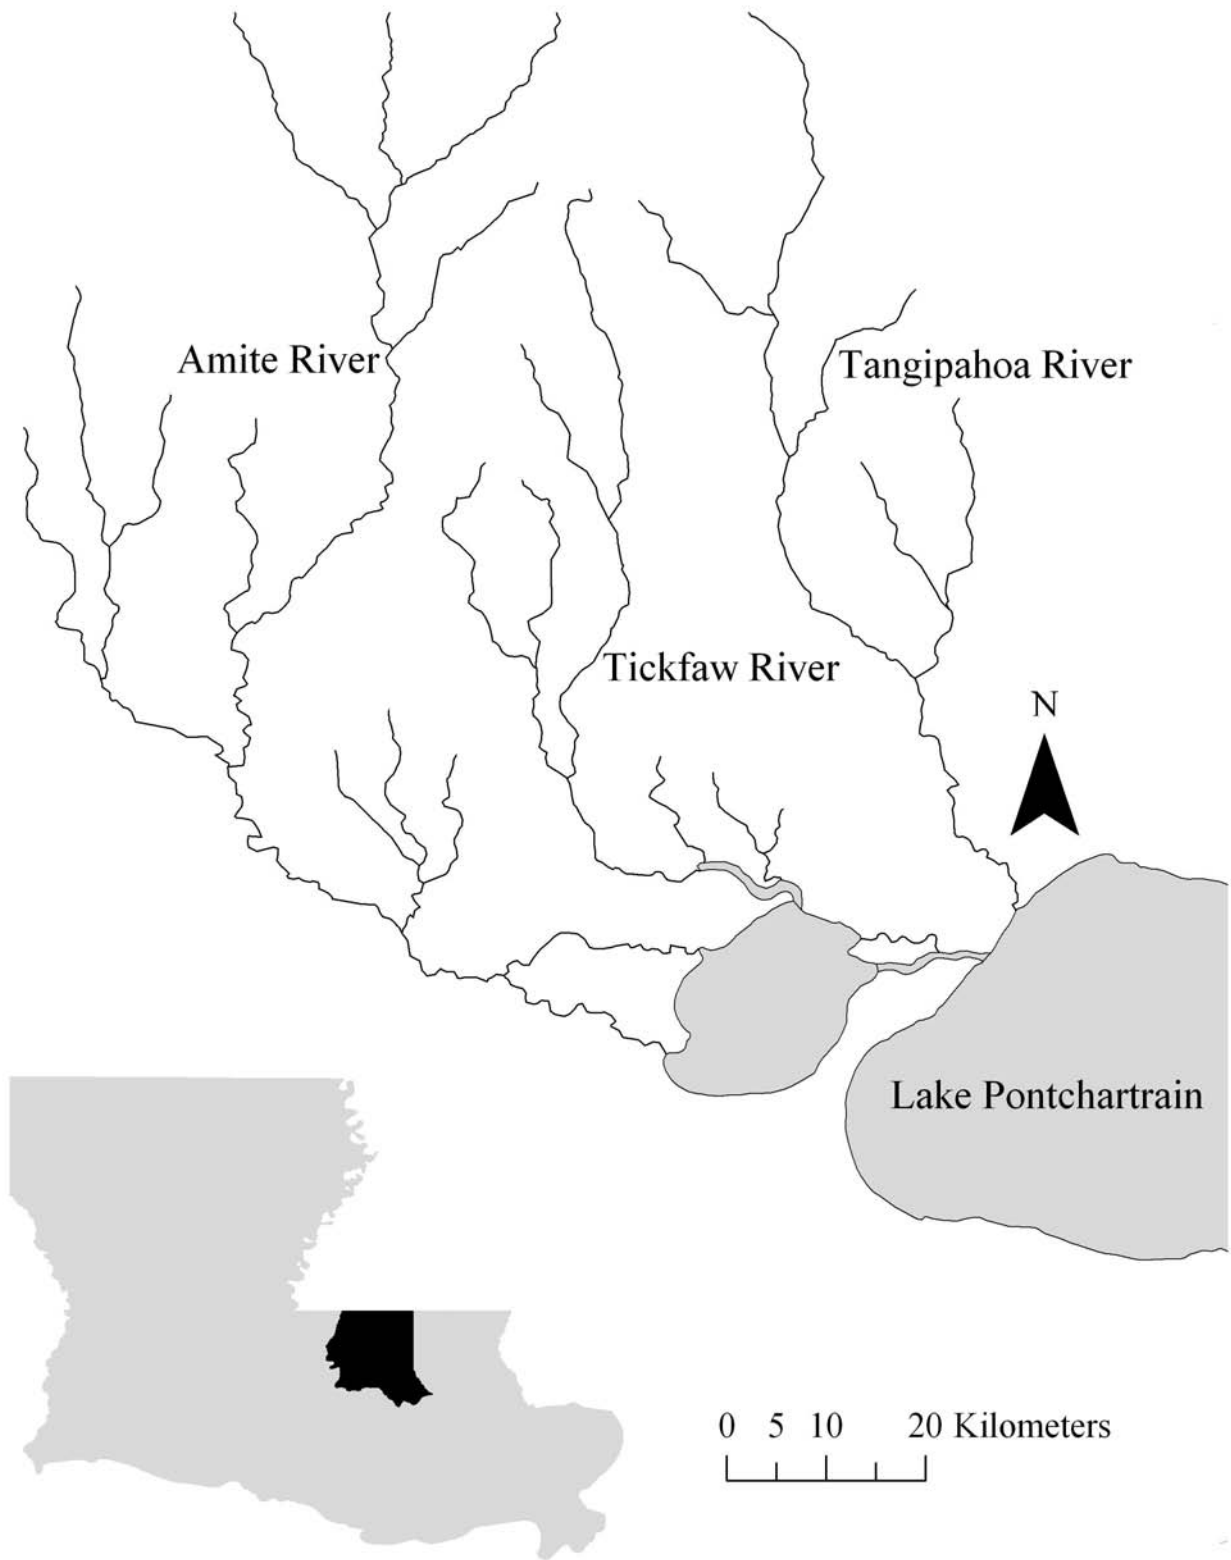 Amite River
Tangipahoa River
Tickfaw River
N
Lake Pontchartrain
0 5 10 20 Kilometers